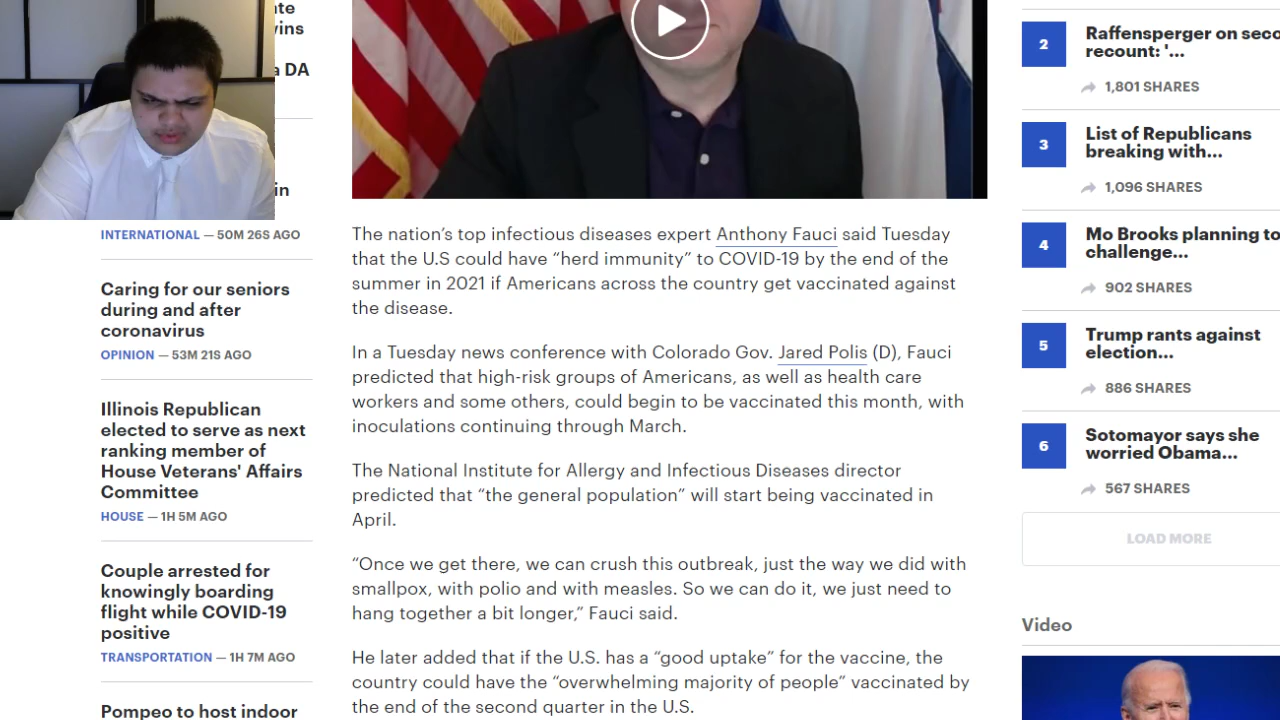 ate
wins
a DA
in
INTERNATIONAL — 50M 26S AGO
Caring for our seniors
during and after
coronavirus
OPINION — 53M 21S AGO
Illinois Republican
elected to serve as next
ranking member of
House Veterans' Affairs
Committee
HOUSE — 1H 5M AGO
Couple arrested for
knowingly boarding
flight while COVID-19
positive
TRANSPORTATION — 1H 7M AGO
Pompeo to host indoor
The nation’s top infectious diseases expert Anthony Fauci said Tuesday
that the U.S could have “herd immunity” to COVID-19 by the end of the
summer in 2021 if Americans across the country get vaccinated against
the disease.
In a Tuesday news conference with Colorado Gov. Jared Polis (D), Fauci
predicted that high-risk groups of Americans, as well as health care
workers and some others, could begin to be vaccinated this month, with
inoculations continuing through March.
The National Institute for Allergy and Infectious Diseases director
predicted that “the general population” will start being vaccinated in
April.
“Once we get there, we can crush this outbreak, just the way we did with
smallpox, with polio and with measles. So we can do it, we just need to
hang together a bit longer,” Fauci said.
He later added that if the U.S. has a “good uptake” for the vaccine, the
country could have the “overwhelming majority of people” vaccinated by
the end of the second quarter in the U.S.
2
Raffensperger on seco
recount: '...
1,801 SHARES
3
List of Republicans
breaking with...
1,096 SHARES
4
Mo Brooks planning to
challenge...
902 SHARES
5
Trump rants against
election...
886 SHARES
6
Sotomayor says she
worried Obama...
567 SHARES
LOAD MORE
Video